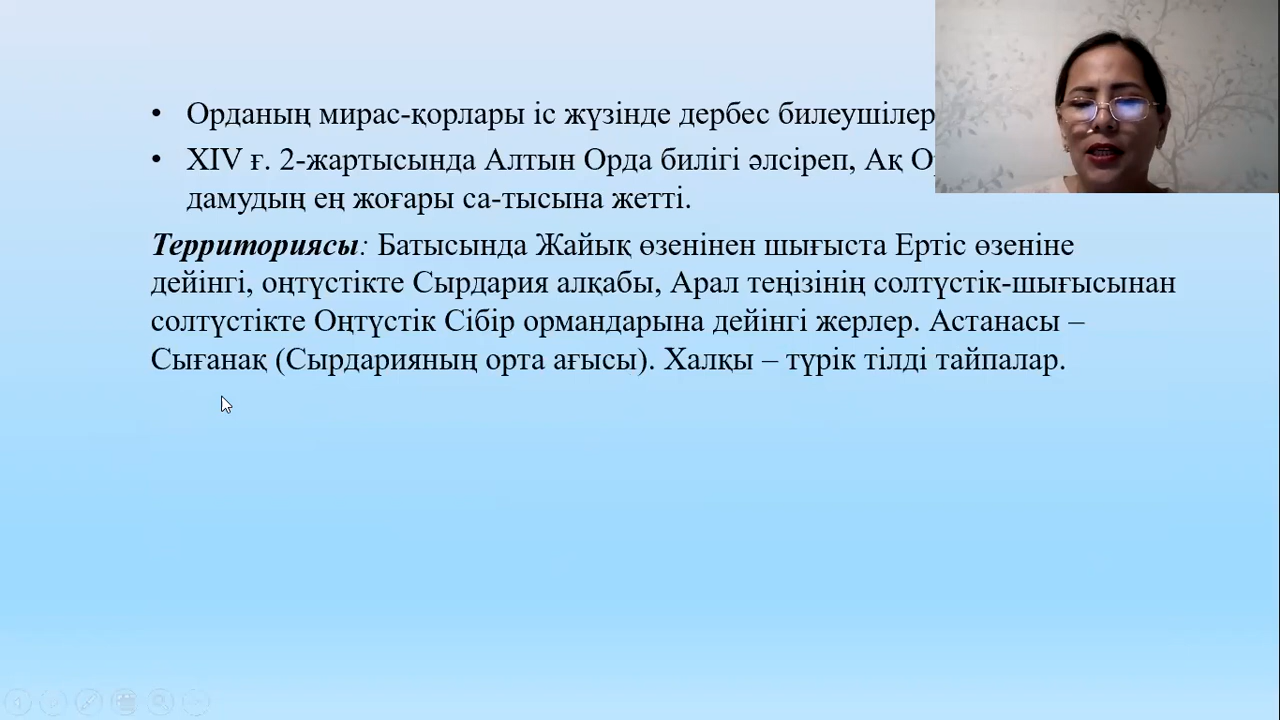 • Орданың мирас-қорлары іс жүзінде дербес билеушілер
• XIV ғ. 2-жартысында Алтын Орда билігі әлсіреп, Ақ
дамудың ең жоғары са-тысына жетті.
Территориясы: Батысында Жайық өзенінен шығыста Ертіс өзеніне
дейінгі, оңтүстікте Сырдария алқабы, Арал теңізінің солтүстік-шығысынан
солтүстікте Оңтүстік Сібір ормандарына дейінгі жерлер. Астанасы –
Сығанақ (Сырдарияның орта ағысы). Халқы – түрік тілді тайпалар.